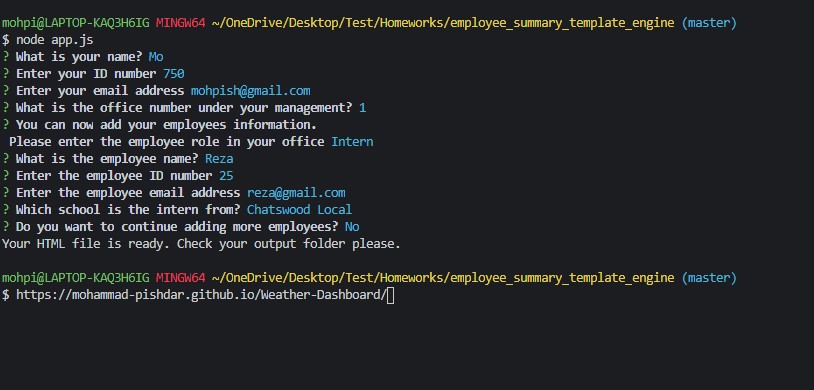 mohpi@LAPTOP-KAQ3H6IG MINGW64 ~/OneDrive/Desktop/Test/Homeworks/employee_summary_template_engine (master)
$ node app.js
? What is your name? Mo
? Enter your ID number 750
? Enter your email address mohpish@gmail.com
? What is the office number under your management? 1
? You can now add your employees information.
 Please enter the employee role in your office Intern
? What is the employee name? Reza
? Enter the employee ID number 25
? Enter the employee email address reza@gmail.com
? Which school is the intern from? Chatswood Local
? Do you want to continue adding more employees? No
Your HTML file is ready. Check your output folder please.
mohpi@LAPTOP-KAQ3H6IG MINGW64 ~/OneDrive/Desktop/Test/Homeworks/employee_summary_template_engine (master)
$ https://mohammad-pishdar.github.io/Weather-Dashboard/